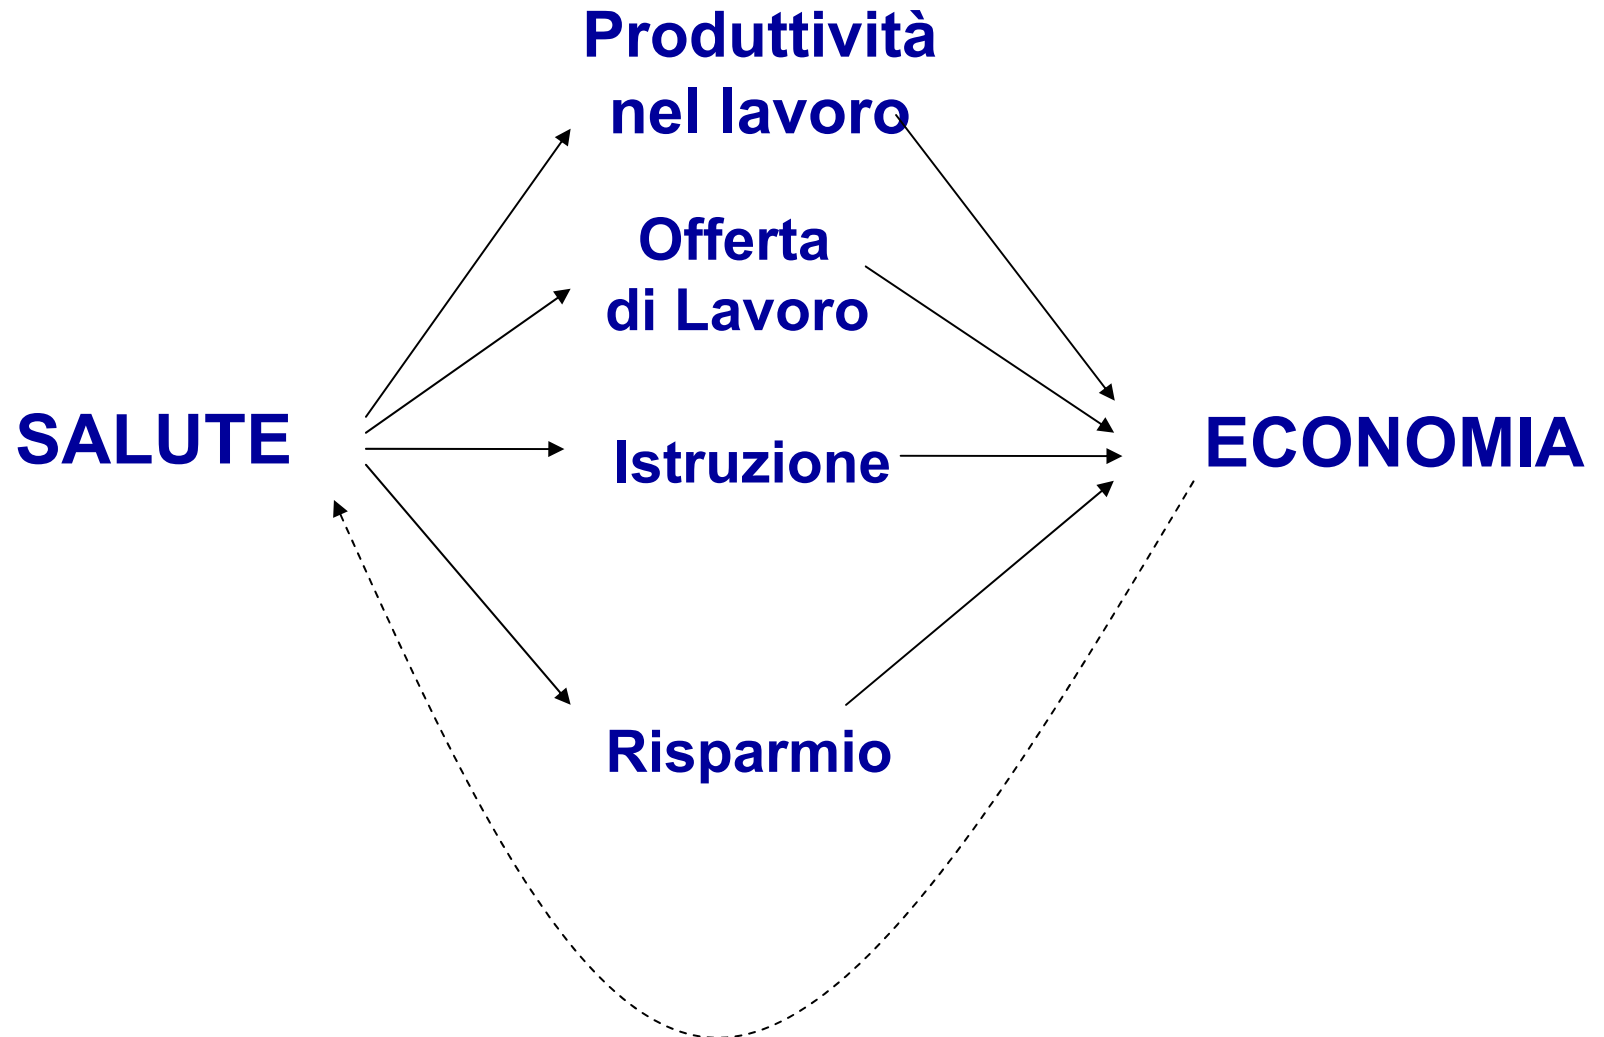 Produttività
nel lavoro
Offerta
di Lavoro
SALUTE
Istruzione
ECONOMIA
Risparmio